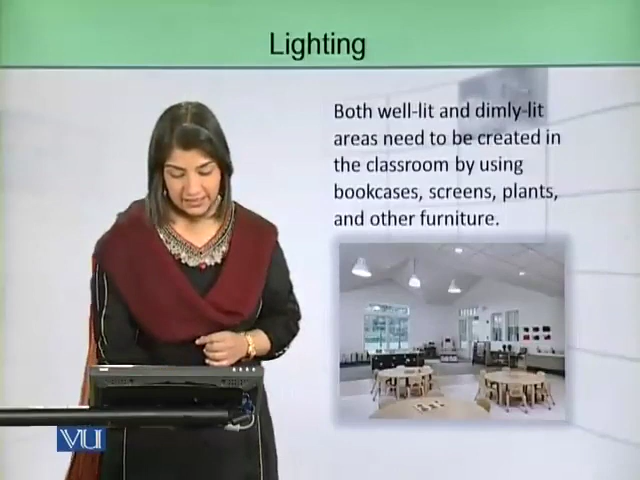 Lighting
Both well-lit and dimly-lit
areas need to be created in
the classroom by using
bookcases, screens, plants,
and other furniture.
VU